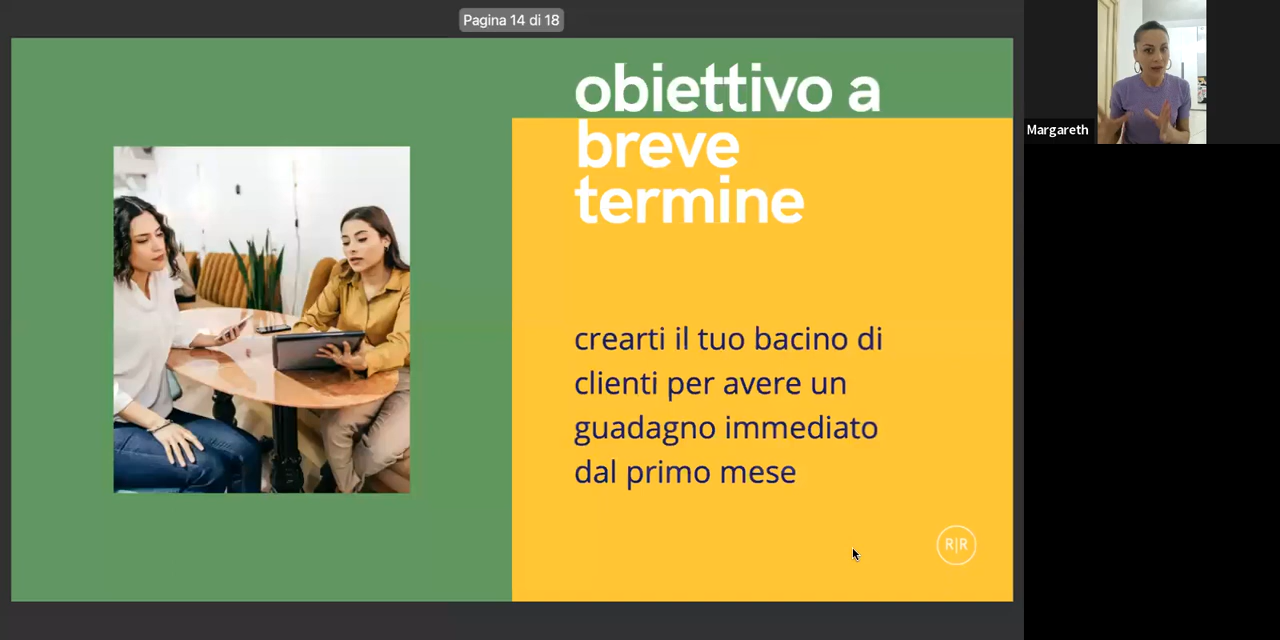 Pagina 14 di 18
obiettivo a
breve
termine
crearti il tuo bacino di
clienti per avere un
guadagno immediato
dal primo mese
R|R
Margareth